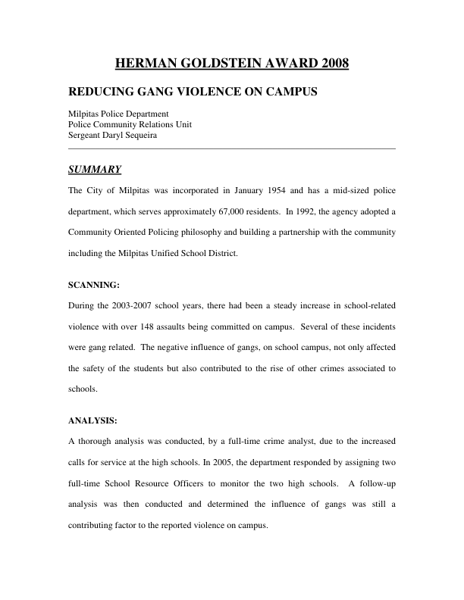 HERMAN GOLDSTEIN AWARD 2008
REDUCING GANG VIOLENCE ON CAMPUS
Milpitas Police Department
Police Community Relations Unit
Sergeant Daryl Sequeira
SUMMARY
The City of Milpitas was incorporated in January 1954 and has a mid-sized police
department, which serves approximately 67,000 residents.  In 1992, the agency adopted a
Community Oriented Policing philosophy and building a partnership with the community
including the Milpitas Unified School District.
SCANNING:
During the 2003-2007 school years, there had been a steady increase in school-related
violence with over 148 assaults being committed on campus.  Several of these incidents
were gang related.  The negative influence of gangs, on school campus, not only affected
the safety of the students but also contributed to the rise of other crimes associated to
schools.
ANALYSIS:
A thorough analysis was conducted, by a full-time crime analyst, due to the increased
calls for service at the high schools. In 2005, the department responded by assigning two
full-time School Resource Officers to monitor the two high schools.  A follow-up
analysis was then conducted and determined the influence of gangs was still a
contributing factor to the reported violence on campus.